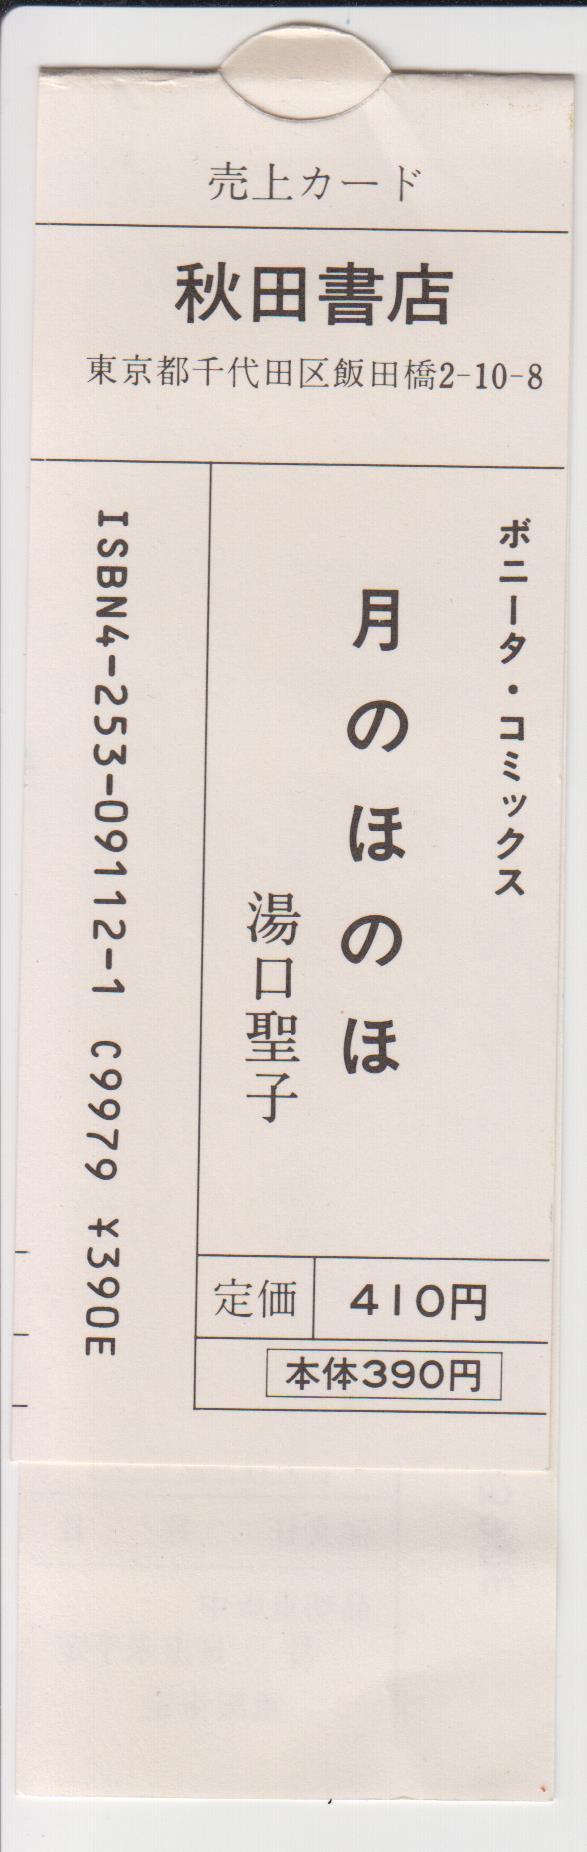 売上カード
秋田書店
東京都千代田区飯田橋2-10-8
ボニータ・コミックス
月のほのほ
湯口聖子
ISBN4-253-09112-1 C9979 ¥390E
定価 410円
本体390円